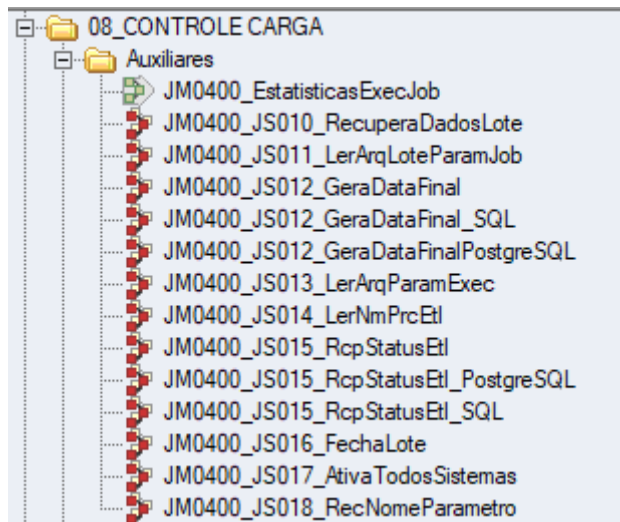 08_CONTROLE CARGA
Auxiliares
JM0400_EstatisticasExecJob
JM0400_JS010_RecuperaDadosLote
JM0400_JS011_LerArqLoteParamJob
JM0400_JS012_GeraDataFinal
JM0400_JS012_GeraDataFinal_SQL
JM0400_JS012_GeraDataFinalPostgreSQL
JM0400_JS013_LerArqParamExec
JM0400_JS014_LerNmPrcEtl
JM0400_JS015_RcpStatusEtl
JM0400_JS015_RcpStatusEtl_PostgreSQL
JM0400_JS015_RcpStatusEtl_SQL
JM0400_JS016_FechaLote
JM0400_JS017_AtivaTodosSistemas
JM0400_JS018_RecNomeParametro